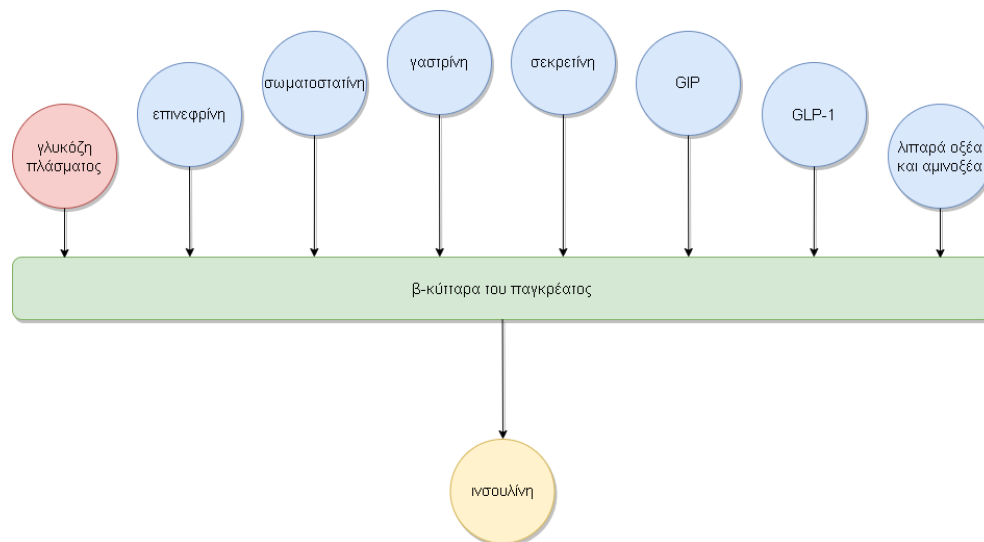 γλυκόζη
πλάσματος
επινεφρίνη
σωματοστατίνη
γαστρίνη
σεκρετίνη
GIP
GLP-1
λιπαρά οξέα
και αμινοξέα
β-κύτταρα του παγκρέατος
ινσουλίνη